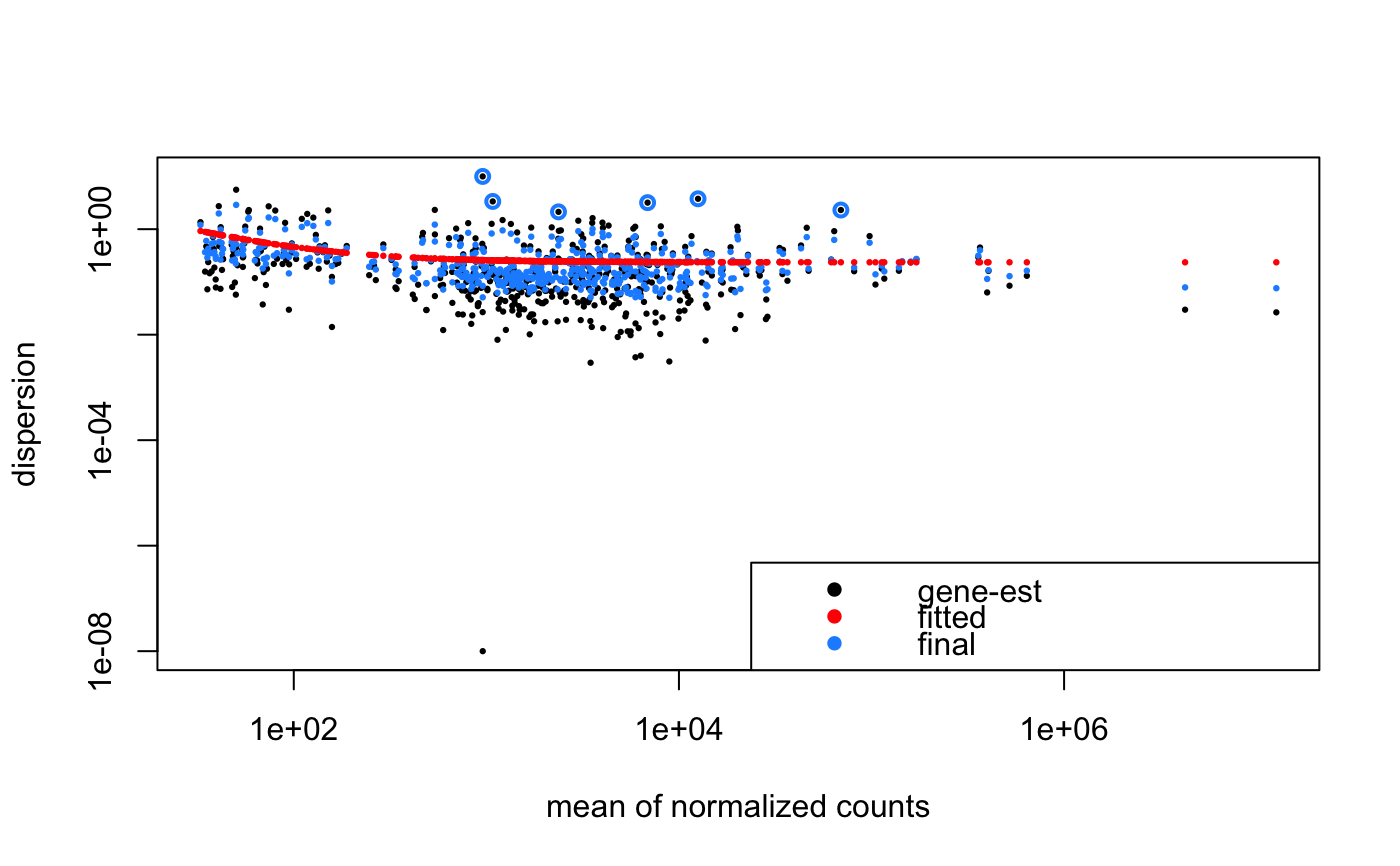 dispersion
1e+00
1e-04
1e-08
gene-est
fitted
final
1e+02
1e+04
1e+06
mean of normalized counts